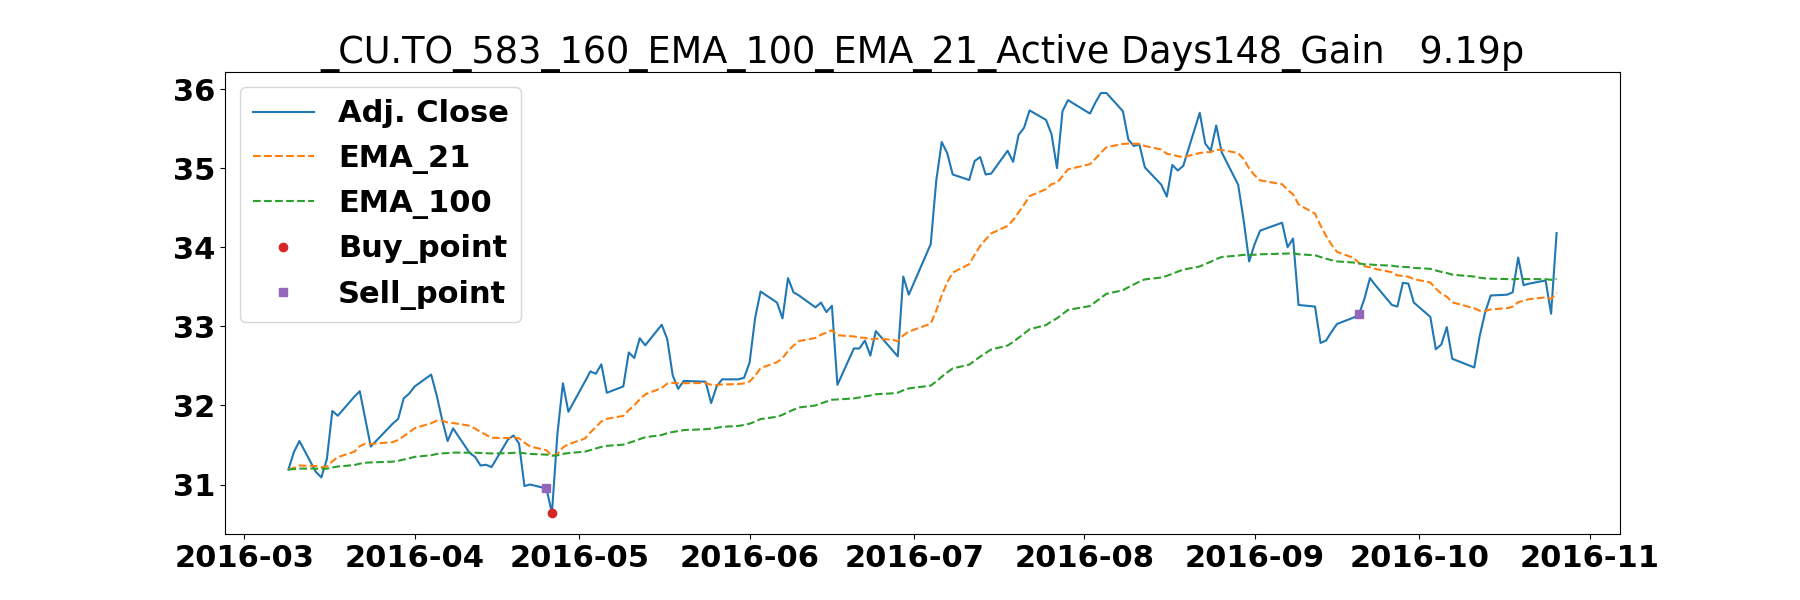 _CU.TO_583_160_EMA_100_EMA_21_Active Days148_Gain   9.19p
36
35
34
33
32
31
Adj. Close
EMA_21
EMA_100
Buy_point
Sell_point
2016-03 2016-04 2016-05 2016-06 2016-07 2016-08 2016-09 2016-10 2016-11